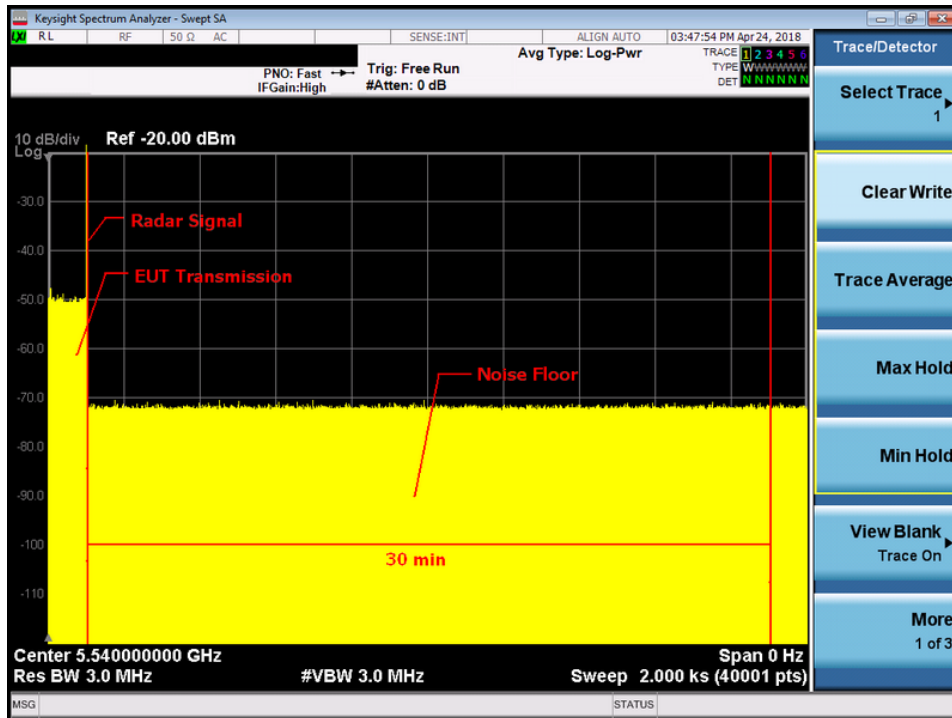 Keysight Spectrum Analyzer - Swept SA
LXI RL RF 50 Ω AC SENSE:INT ALIGN AUTO 03:47:54 PM Apr 24, 2018
Avg Type: Log-Pwr
TRACE 1 2 3 4 5 6
PNO: Fast Trig: Free Run
TYPE WWWWWW
IFGain:High #Atten: 0 dB
DET N N N N N N
Trace/Detector
Select Trace
1
Clear Write
Trace Average
Max Hold
Min Hold
View Blank
Trace On
More
1 of 3
10 dB/div Ref -20.00 dBm
Log
-30.0
-40.0
-50.0
-60.0
-70.0
-80.0
-90.0
-100
-110
Radar Signal
EUT Transmission
Noise Floor
30 min
Center 5.540000000 GHz Span 0 Hz
Res BW 3.0 MHz #VBW 3.0 MHz Sweep 2.000 ks (40001 pts)
MSG STATUS